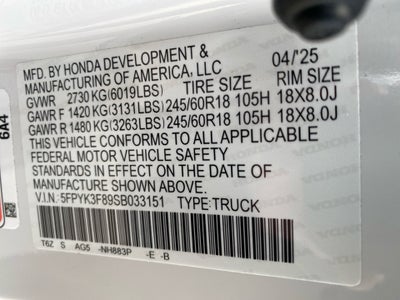 MFD. BY HONDA DEVELOPMENT & 04/'25
MANUFACTURING OF AMERICA, LLC
GVWR 2730 KG(6019LBS) TIRE SIZE RIM SIZE
GAWR F 1420 KG(3131LBS) 245/60R18 105H 18X8.0J
GAWR R 1480 KG(3263LBS) 245/60R18 105H 18X8.0J
THIS VEHICLE CONFORMS TO ALL APPLICABLE
FEDERAL MOTOR VEHICLE SAFETY
STANDARDS IN EFFECT ON THE DATE OF
MANUFACTURE SHOWN ABOVE.
V.I.N. 5FPYK3F89SB033151 TYPE:TRUCK
T6Z S AG5 -NH883P -E -B
6A4